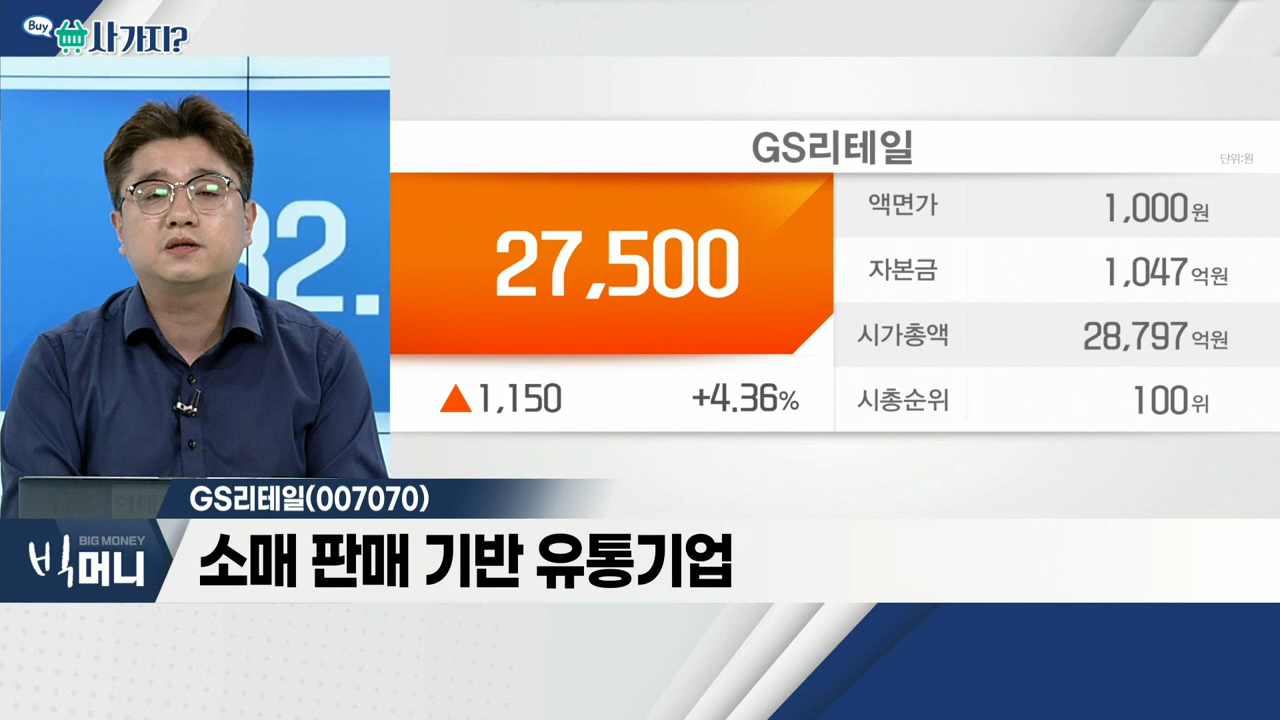 Buy
사가지?
GS리테일
단위:원
27,500
▲1,150 +4.36%
액면가 1,000원
자본금 1,047억원
시가총액 28,797억원
시총순위 100위
32.
GS리테일(007070)
BIG MONEY
빅머니
소매 판매 기반 유통기업